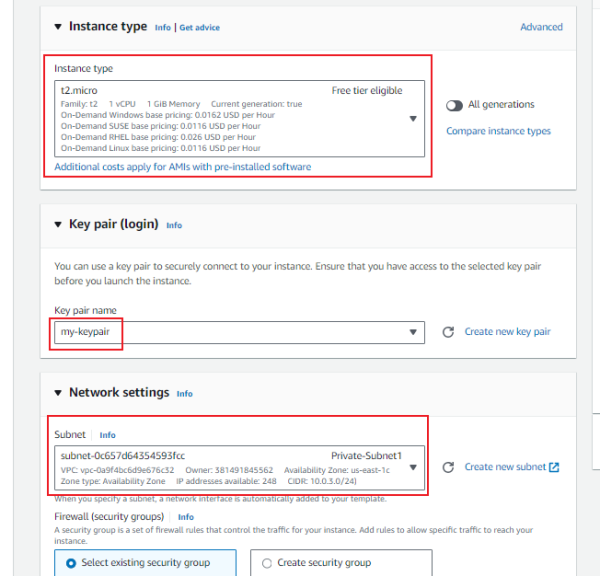 Instance type Info | Get advice Advanced
Instance type
t2.micro Free tier eligible
Family: t2 1 vCPU 1 GiB Memory Current generation: true
On-Demand Windows base pricing: 0.0162 USD per Hour
On-Demand SUSE base pricing: 0.0116 USD per Hour
On-Demand RHEL base pricing: 0.026 USD per Hour
On-Demand Linux base pricing: 0.0116 USD per Hour
All generations
Compare instance types
Additional costs apply for AMIs with pre-installed software
Key pair (login) Info
You can use a key pair to securely connect to your instance. Ensure that you have access to the selected key pair
before you launch the instance.
Key pair name
my-keypair
Create new key pair
Network settings Info
Subnet Info
subnet-0c657d64354593fcc Private-Subnet1
VPC: vpc-0a9f4bc6d9e676c32 Owner: 381491845562 Availability Zone: us-east-1c
Zone type: Availability Zone IP addresses available: 248 CIDR: 10.0.3.0/24)
Create new subnet
When you specify a subnet, a network interface is automatically added to your template.
Firewall (security groups) Info
A security group is a set of firewall rules that control the traffic for your instance. Add rules to allow specific traffic to reach your
instance.
Select existing security group Create security group